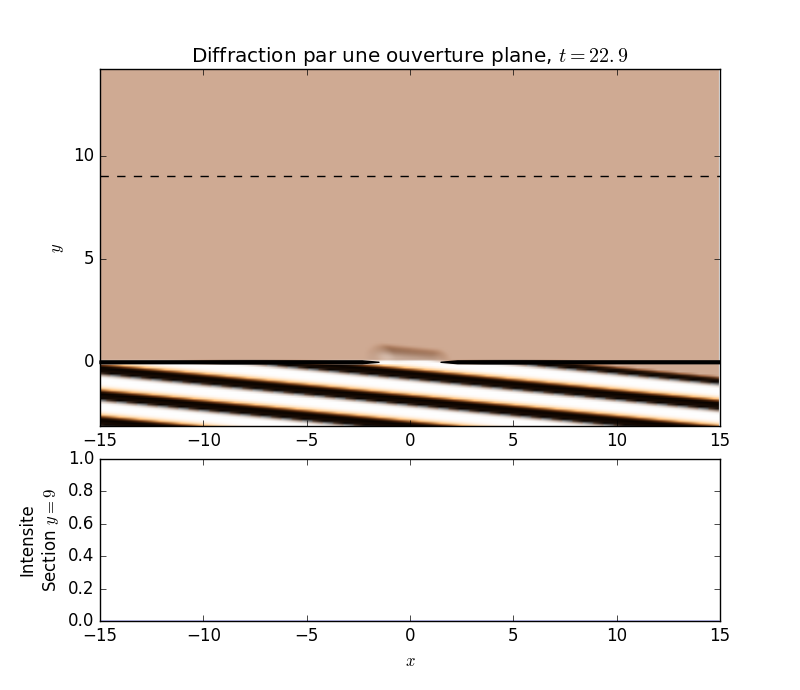 Diffraction par une ouverture plane, t = 22.9
10
5
0
y
−15 −10 −5 0 5 10 15
1.0
0.8
0.6
0.4
0.2
0.0
Intensite
Section y = 9
−15 −10 −5 0 5 10 15
x